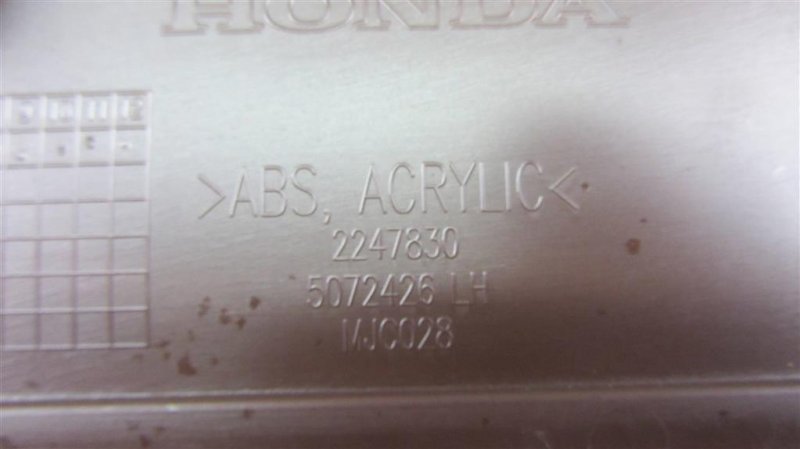 HONDA
>ABS, ACRYLIC<
2247830
5072426 LH
MJC028